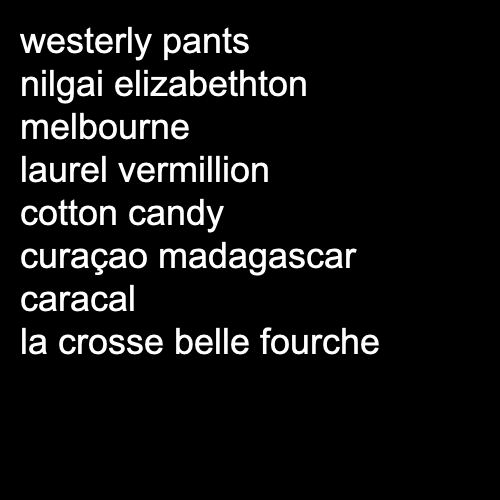 westerly pants
nilgai elizabethton
melbourne
laurel vermillion
cotton candy
curaçao madagascar
caracal
la crosse belle fourche